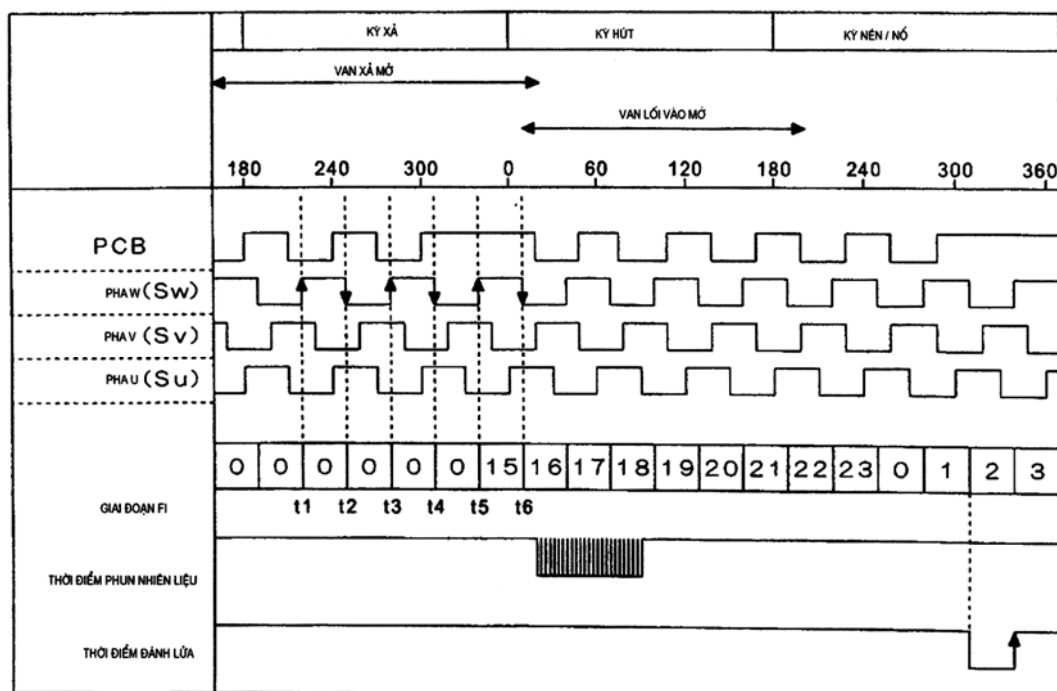 KỲ XẢ KỲ HÚT KỲ NÉN / NỔ
VAN XẢ MỞ
VAN LỐI VÀO MỞ
180 240 300 0 60 120 180 240 300 360
PCB
PHA W (Sw)
PHA V (Sv)
PHA U (Su)
0 0 0 0 0 0 15 16 17 18 19 20 21 22 23 0 1 2 3
GIAI ĐOẠN FI t1 t2 t3 t4 t5 t6
THỜI ĐIỂM PHUN NHIÊN LIỆU
THỜI ĐIỂM ĐÁNH LỬA